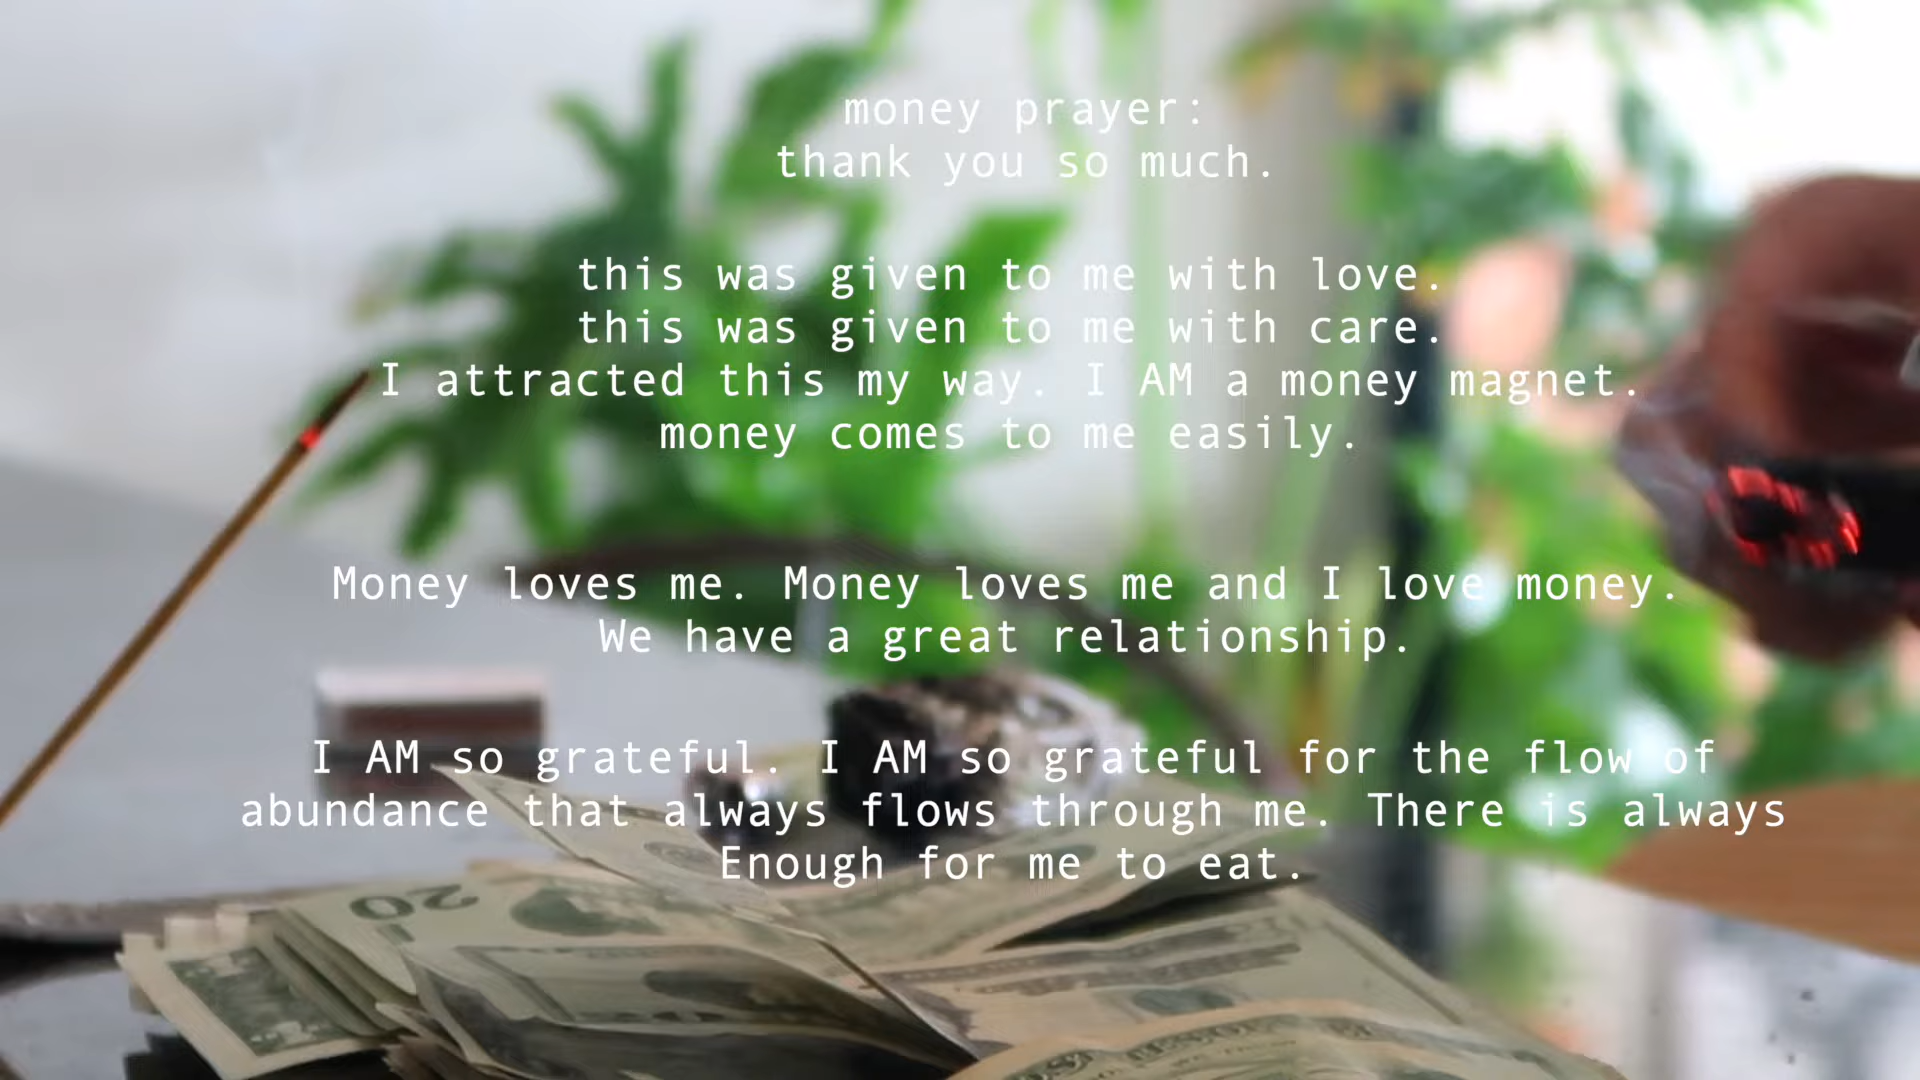 money prayer:
thank you so much.
this was given to me with love.
this was given to me with care.
I attracted this my way. I AM a money magnet.
money comes to me easily.
Money loves me. Money loves me and I love money.
We have a great relationship.
I AM so grateful. I AM so grateful for the flow of
abundance that always flows through me. There is always
Enough for me to eat.
20